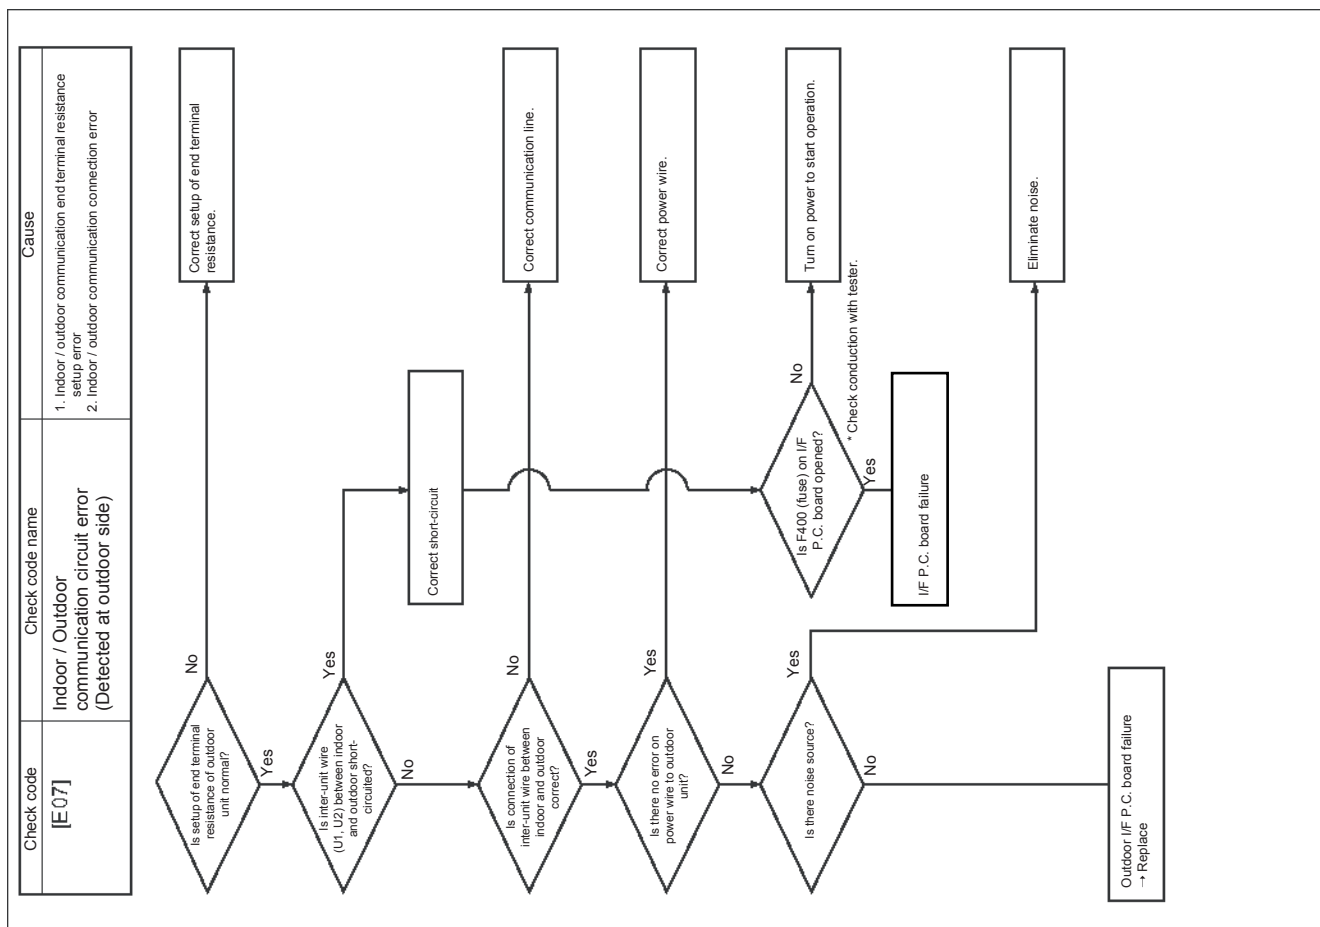 Check code
Check code name
Cause
[E07]
Indoor / Outdoor
communication circuit error
(Detected at outdoor side)
1. Indoor / outdoor communication end terminal resistance
setup error
2. Indoor / outdoor communication connection error
Is setup of end terminal
resistance of outdoor
unit normal?
No
Correct setup of end terminal
resistance.
Yes
Is inter-unit wire
(U1, U2) between indoor
and outdoor short-
circuited?
Yes
Correct short-circuit
No
Is connection of
inter-unit wire between
indoor and outdoor
correct?
No
Correct communication line.
Yes
Is there no error on
power wire to outdoor
unit?
Yes
Correct power wire.
No
Is F400 (fuse) on I/F
P.C. board opened?
No
Turn on power to start operation.
* Check conduction with tester.
Yes
I/F P.C. board failure
Is there noise source?
Yes
Eliminate noise.
No
Outdoor I/F P.C. board failure
→ Replace